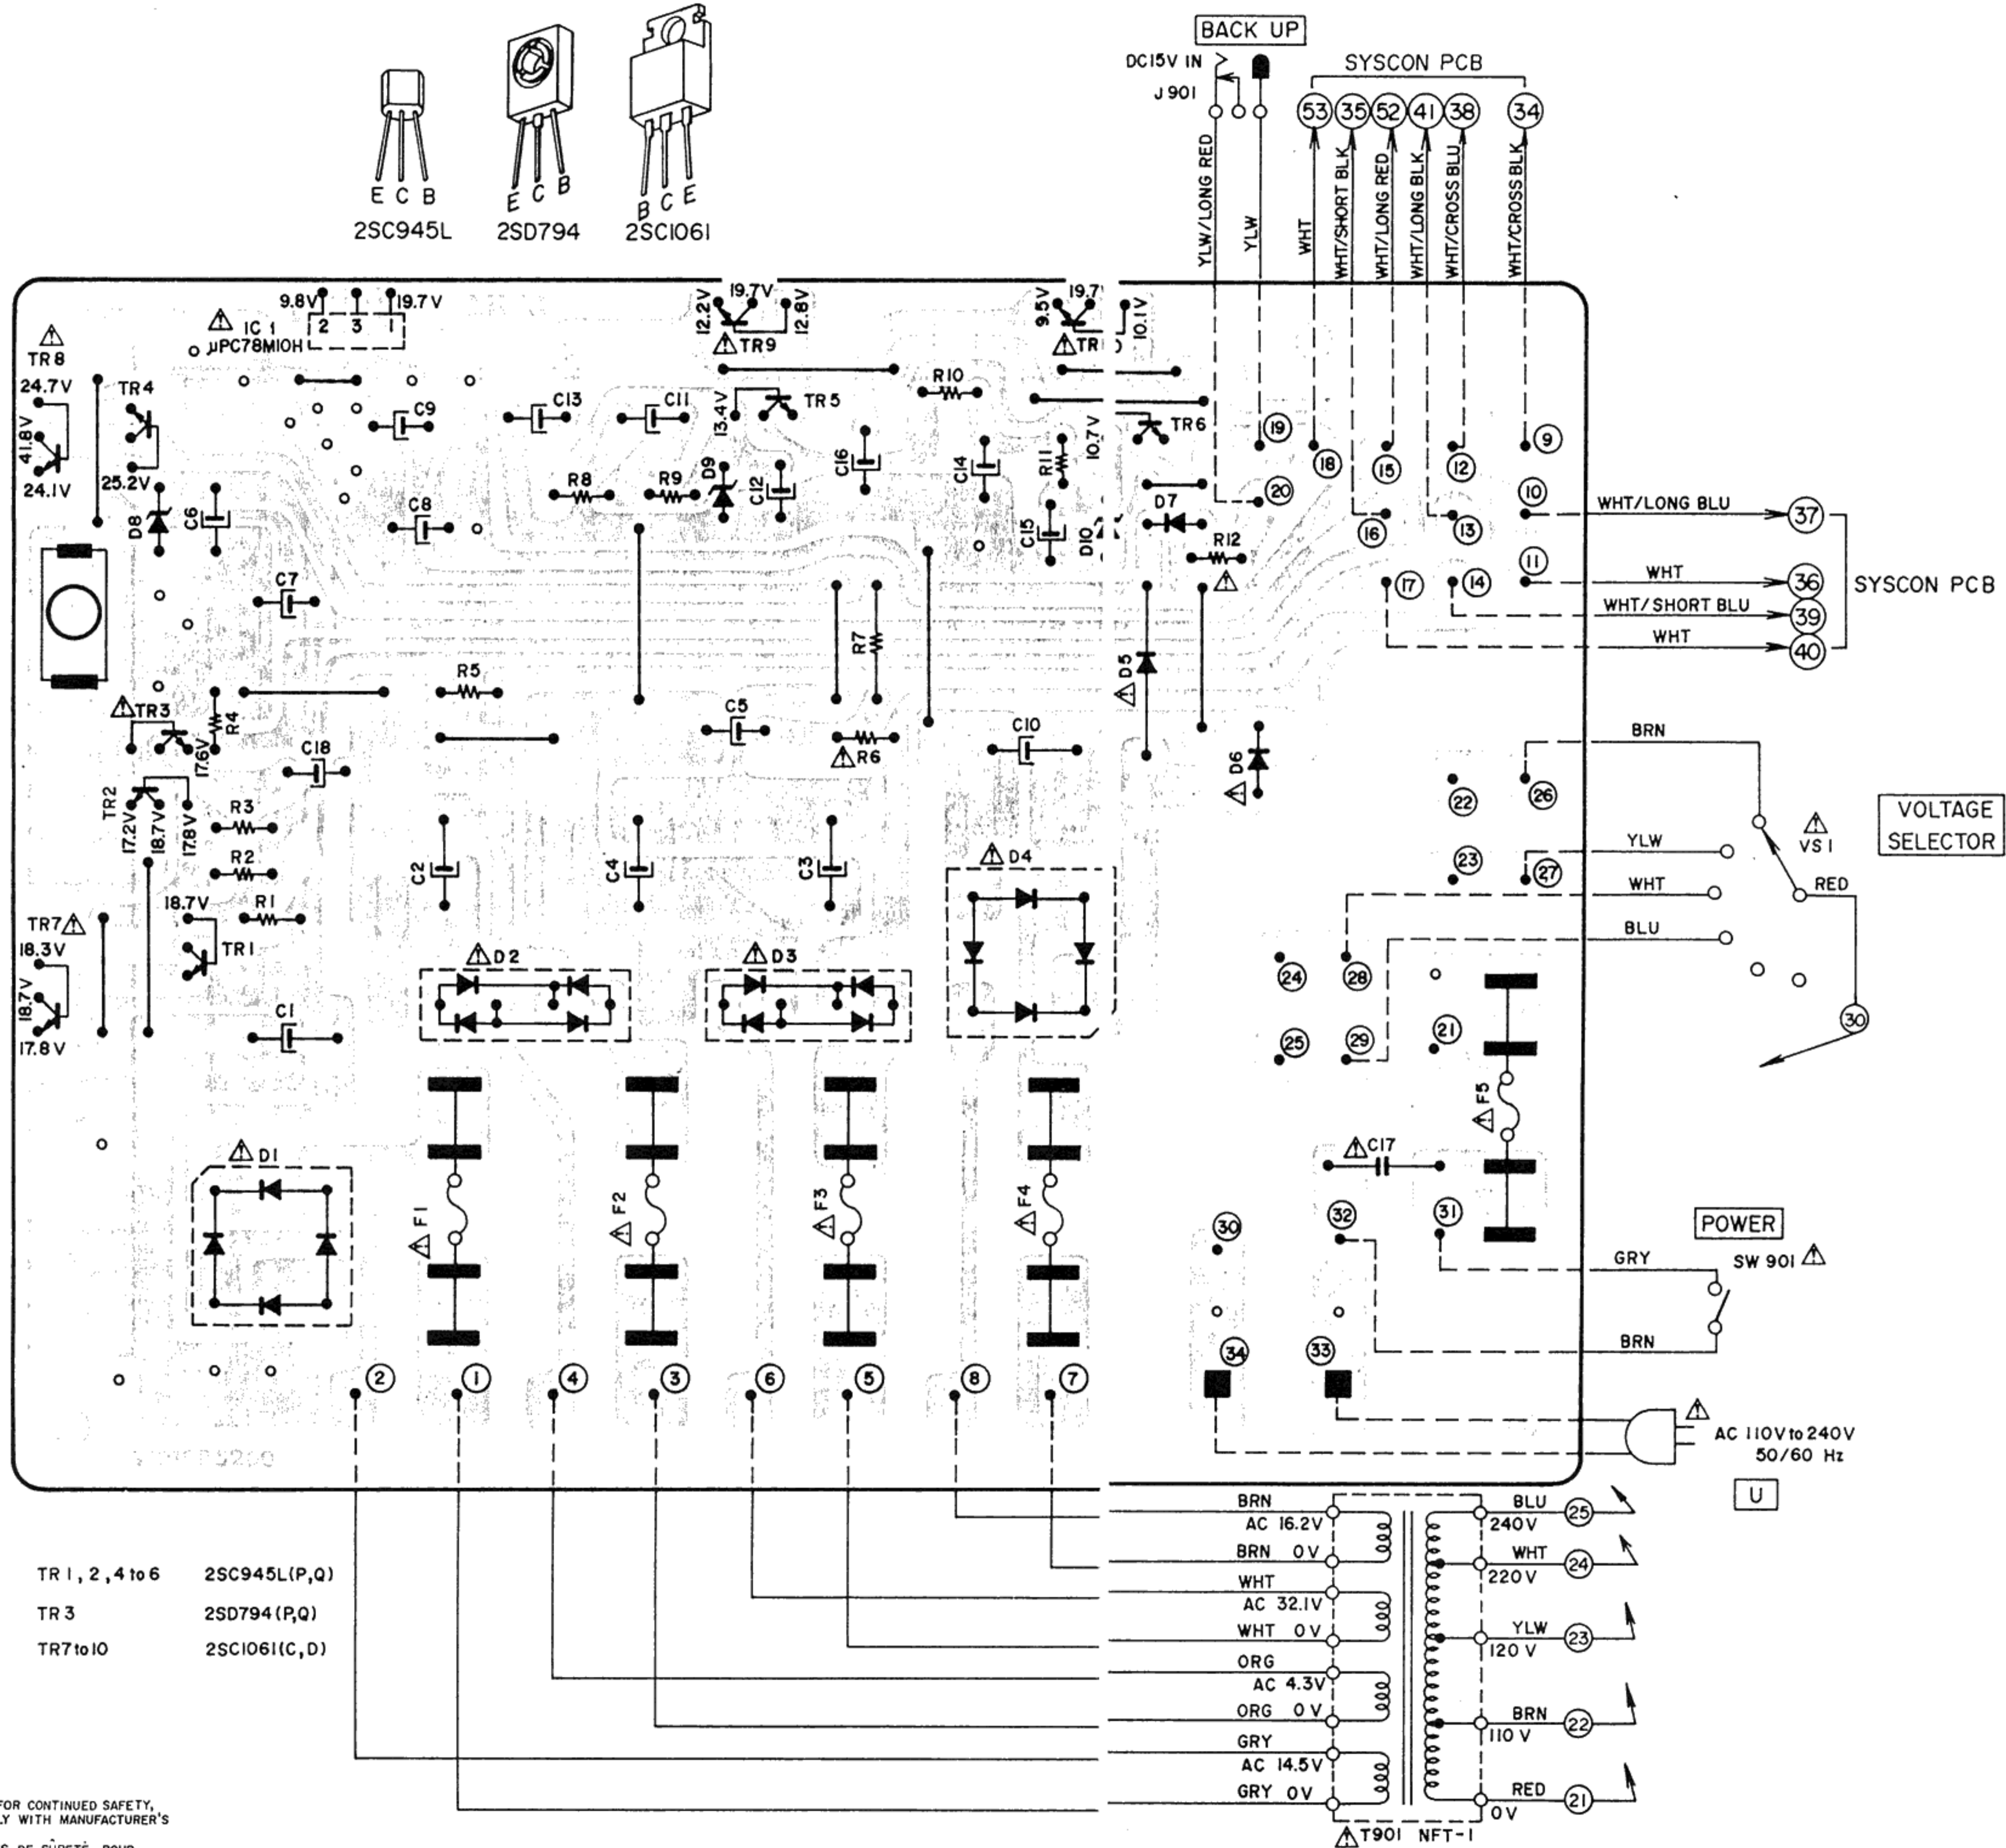 BACK UP
DC15V IN
J901
SYSCON PCB
53 35 52 41 38 34
E C B
2SC945L
E C B
2SD794
B C E
2SC1061
YLW/LONG RED
YLW
WHT
WHT/SHORT BLK
WHT/LONG RED
WHT/LONG BLK
WHT/CROSS BLU
WHT/CROSS BLK
9.8V 19.7V
2 3 1
IC 1
μPC78M10H
12.2V 19.7V 12.8V
TR9
9.5V 19.7 10.1V
TR
TR8
24.7V
41.8V
24.1V
TR4
25.2V
D8
C6
C9
C13
C11
13.4V
TR5
R10
10.7V
TR6
19
18
15
12
9
C8
R8
R9
D9
C12
C16
C14
R11
C15
D10
D7
R12
20
16
13
10
WHT/LONG BLU
37
11
WHT
36
SYSCON PCB
17
14
WHT/SHORT BLU
39
WHT
40
C7
R7
R5
D5
TR3
R4
17.6V
C18
C5
R6
C10
D6
BRN
22
26
VOLTAGE
SELECTOR
VS1
TR2
17.2V
18.7V
17.8V
R3
R2
C2
C4
C3
D4
23
27
YLW
WHT
RED
BLU
TR7
18.3V
18.7V
17.8V
18.7V
R1
TR1
D2
D3
24
28
25
29
21
30
C1
F5
D1
F1
F2
F3
F4
C17
30
32
31
POWER
SW 901
GRY
BRN
34
33
2 1 4 3 6 5 8 7
AC 110V to 240V
50/60 Hz
U
BRN
AC 16.2V
BRN 0V
WHT
AC 32.1V
WHT 0V
ORG
AC 4.3V
ORG 0V
GRY
AC 14.5V
GRY 0V
BLU 25
240V
WHT 24
220V
YLW 23
120V
BRN 22
110V
RED 21
0V
T901 NFT-1
TR 1, 2, 4 to 6 2SC945L(P,Q)
TR 3 2SD794(P,Q)
TR7 to 10 2SC1061(C,D)
FOR CONTINUED SAFETY,
LY WITH MANUFACTURER'S